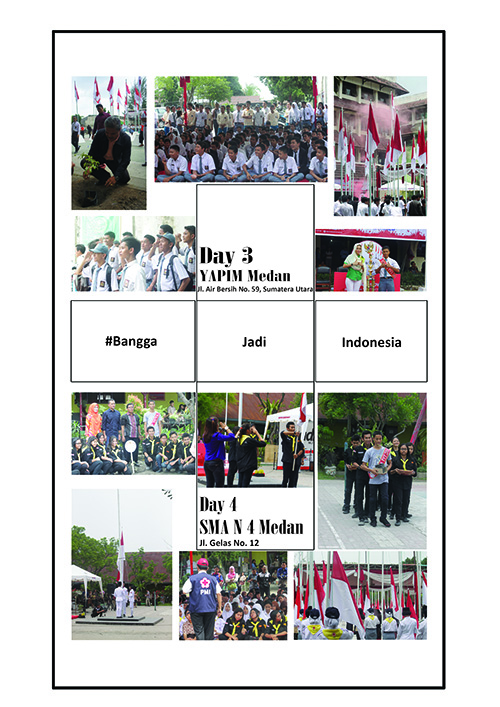 Day 3
YAPIM Medan
Jl. Air Bersih No. 59, Sumatera Utara
#Bangga
Jadi
Indonesia
Day 4
SMA N 4 Medan
Jl. Gelas No. 12
PMI